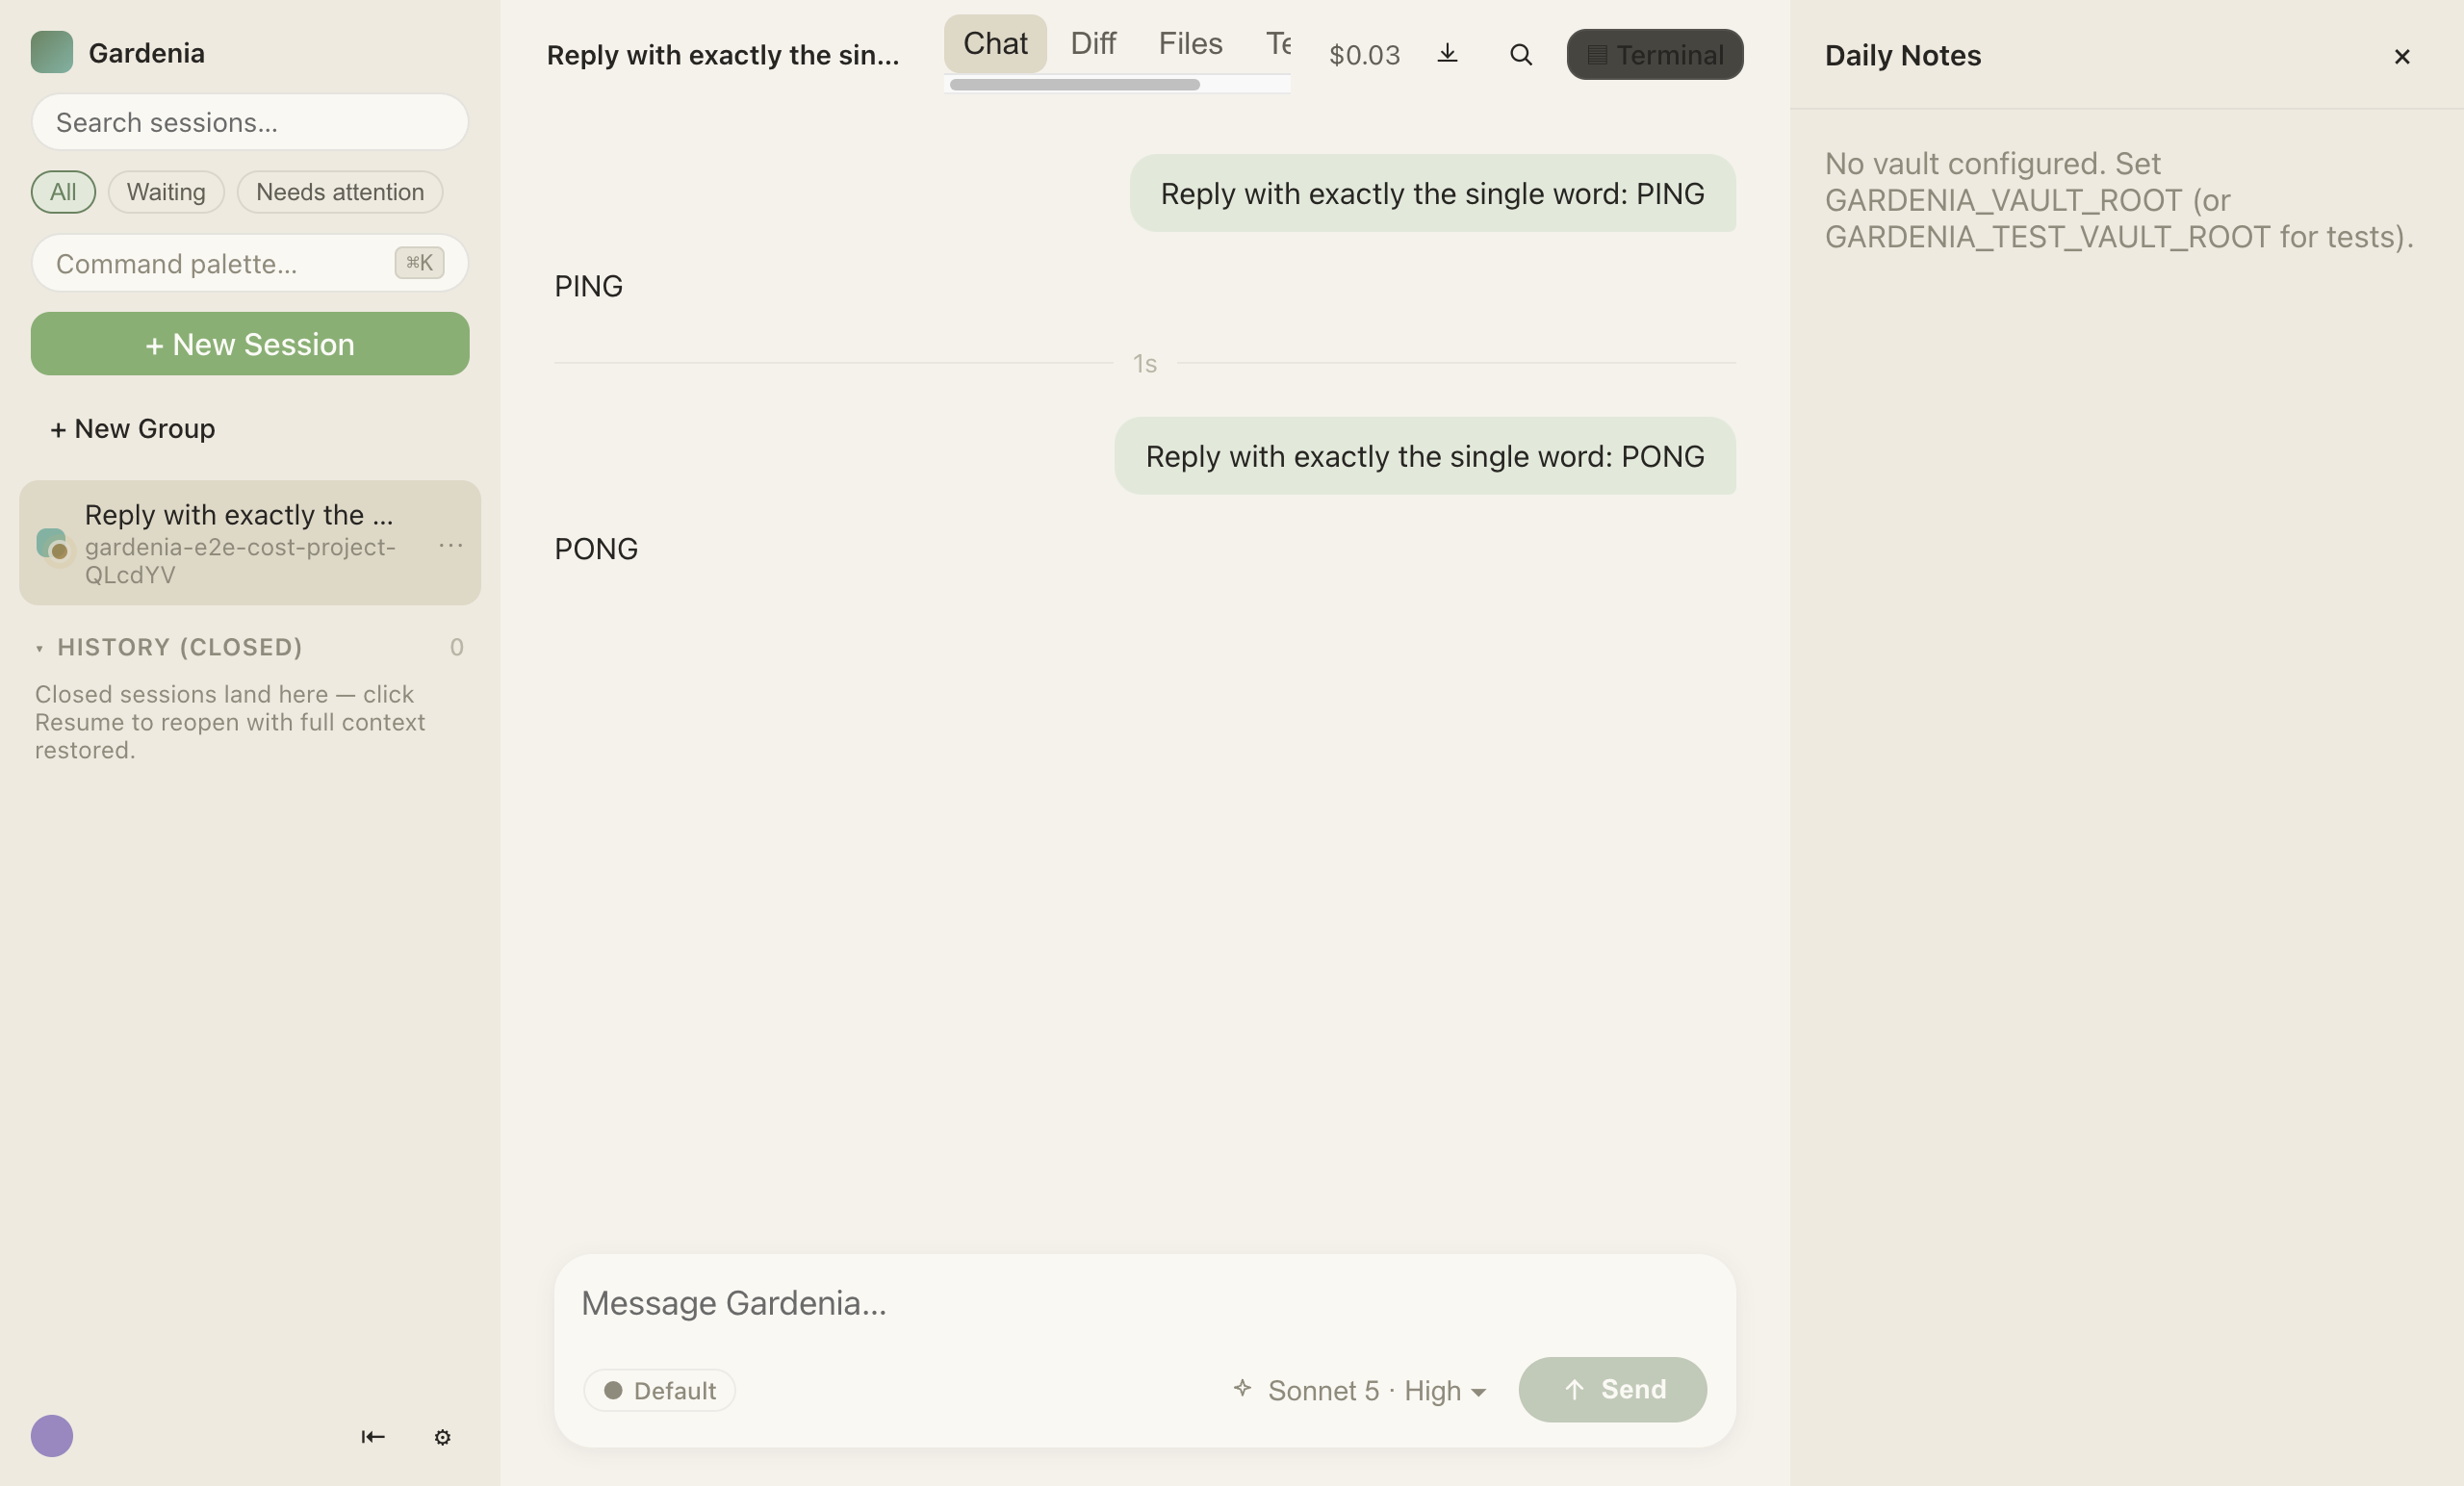 Gardenia
Search sessions...
All
Waiting
Needs attention
Command palette...
⌘K
+ New Session
+ New Group
Reply with exactly the ...
gardenia-e2e-cost-project-
QLcdYV
HISTORY (CLOSED)
0
Closed sessions land here — click
Resume to reopen with full context
restored.
Reply with exactly the sin...
Chat
Diff
Files
Te
$0.03
Terminal
Reply with exactly the single word: PING
PING
1s
Reply with exactly the single word: PONG
PONG
Message Gardenia...
Default
Sonnet 5 · High
Send
Daily Notes
No vault configured. Set
GARDENIA_VAULT_ROOT (or
GARDENIA_TEST_VAULT_ROOT for tests).